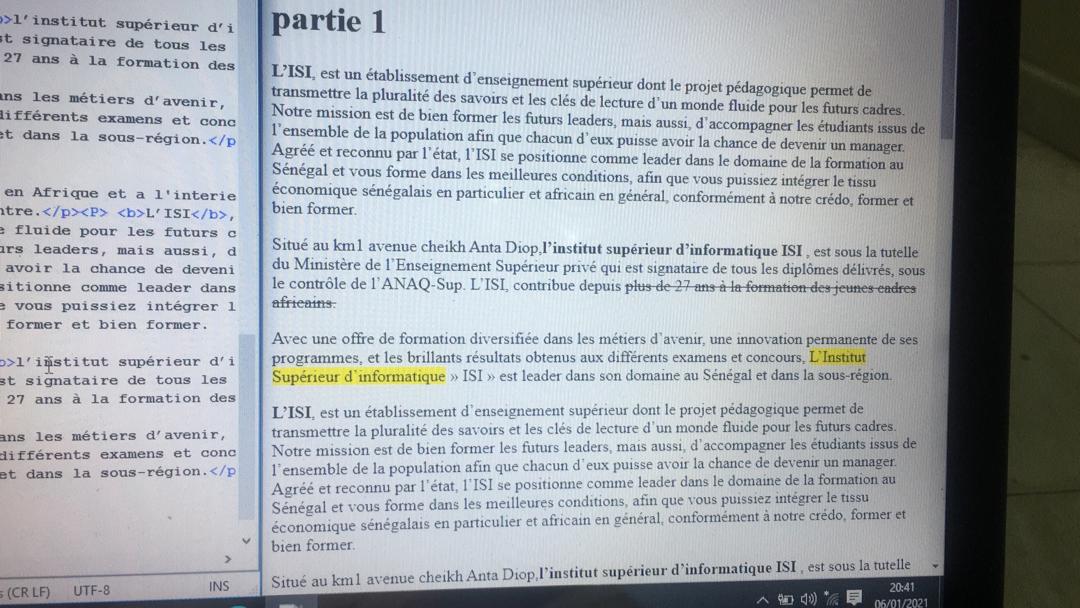 >l'institut supérieur d'i
st signataire de tous les
27 ans à la formation des
ans les métiers d'avenir,
différents examens et conc
et dans la sous-région.</p
en Afrique et a l'interie
ntre.</p><P> <b>L'ISI</b>,
e fluide pour les futurs c
urs leaders, mais aussi, d
avoir la chance de deveni
sitionne comme leader dans
e vous puissiez intégrer l
former et bien former.
>l'institut supérieur d'i
st signataire de tous les
27 ans à la formation des
ans les métiers d'avenir,
différents examens et conc
et dans la sous-région.</p
(CR LF) UTF-8 INS
partie 1
L'ISI, est un établissement d'enseignement supérieur dont le projet pédagogique permet de
transmettre la pluralité des savoirs et les clés de lecture d'un monde fluide pour les futurs cadres.
Notre mission est de bien former les futurs leaders, mais aussi, d'accompagner les étudiants issus de
l'ensemble de la population afin que chacun d'eux puisse avoir la chance de devenir un manager.
Agréé et reconnu par l'état, l'ISI se positionne comme leader dans le domaine de la formation au
Sénégal et vous forme dans les meilleures conditions, afin que vous puissiez intégrer le tissu
économique sénégalais en particulier et africain en général, conformément à notre crédo, former et
bien former.
Situé au km1 avenue cheikh Anta Diop,l'institut supérieur d'informatique ISI , est sous la tutelle
du Ministère de l'Enseignement Supérieur privé qui est signataire de tous les diplômes délivrés, sous
le contrôle de l'ANAQ-Sup. L'ISI, contribue depuis plus de 27 ans à la formation des jeunes cadres
africains.
Avec une offre de formation diversifiée dans les métiers d'avenir, une innovation permanente de ses
programmes, et les brillants résultats obtenus aux différents examens et concours, L'Institut
Supérieur d'informatique » ISI » est leader dans son domaine au Sénégal et dans la sous-région.
L'ISI, est un établissement d'enseignement supérieur dont le projet pédagogique permet de
transmettre la pluralité des savoirs et les clés de lecture d'un monde fluide pour les futurs cadres.
Notre mission est de bien former les futurs leaders, mais aussi, d'accompagner les étudiants issus de
l'ensemble de la population afin que chacun d'eux puisse avoir la chance de devenir un manager.
Agréé et reconnu par l'état, l'ISI se positionne comme leader dans le domaine de la formation au
Sénégal et vous forme dans les meilleures conditions, afin que vous puissiez intégrer le tissu
économique sénégalais en particulier et africain en général, conformément à notre crédo, former et
bien former.
Situé au km1 avenue cheikh Anta Diop,l'institut supérieur d'informatique ISI , est sous la tutelle
20:41
06/01/2021